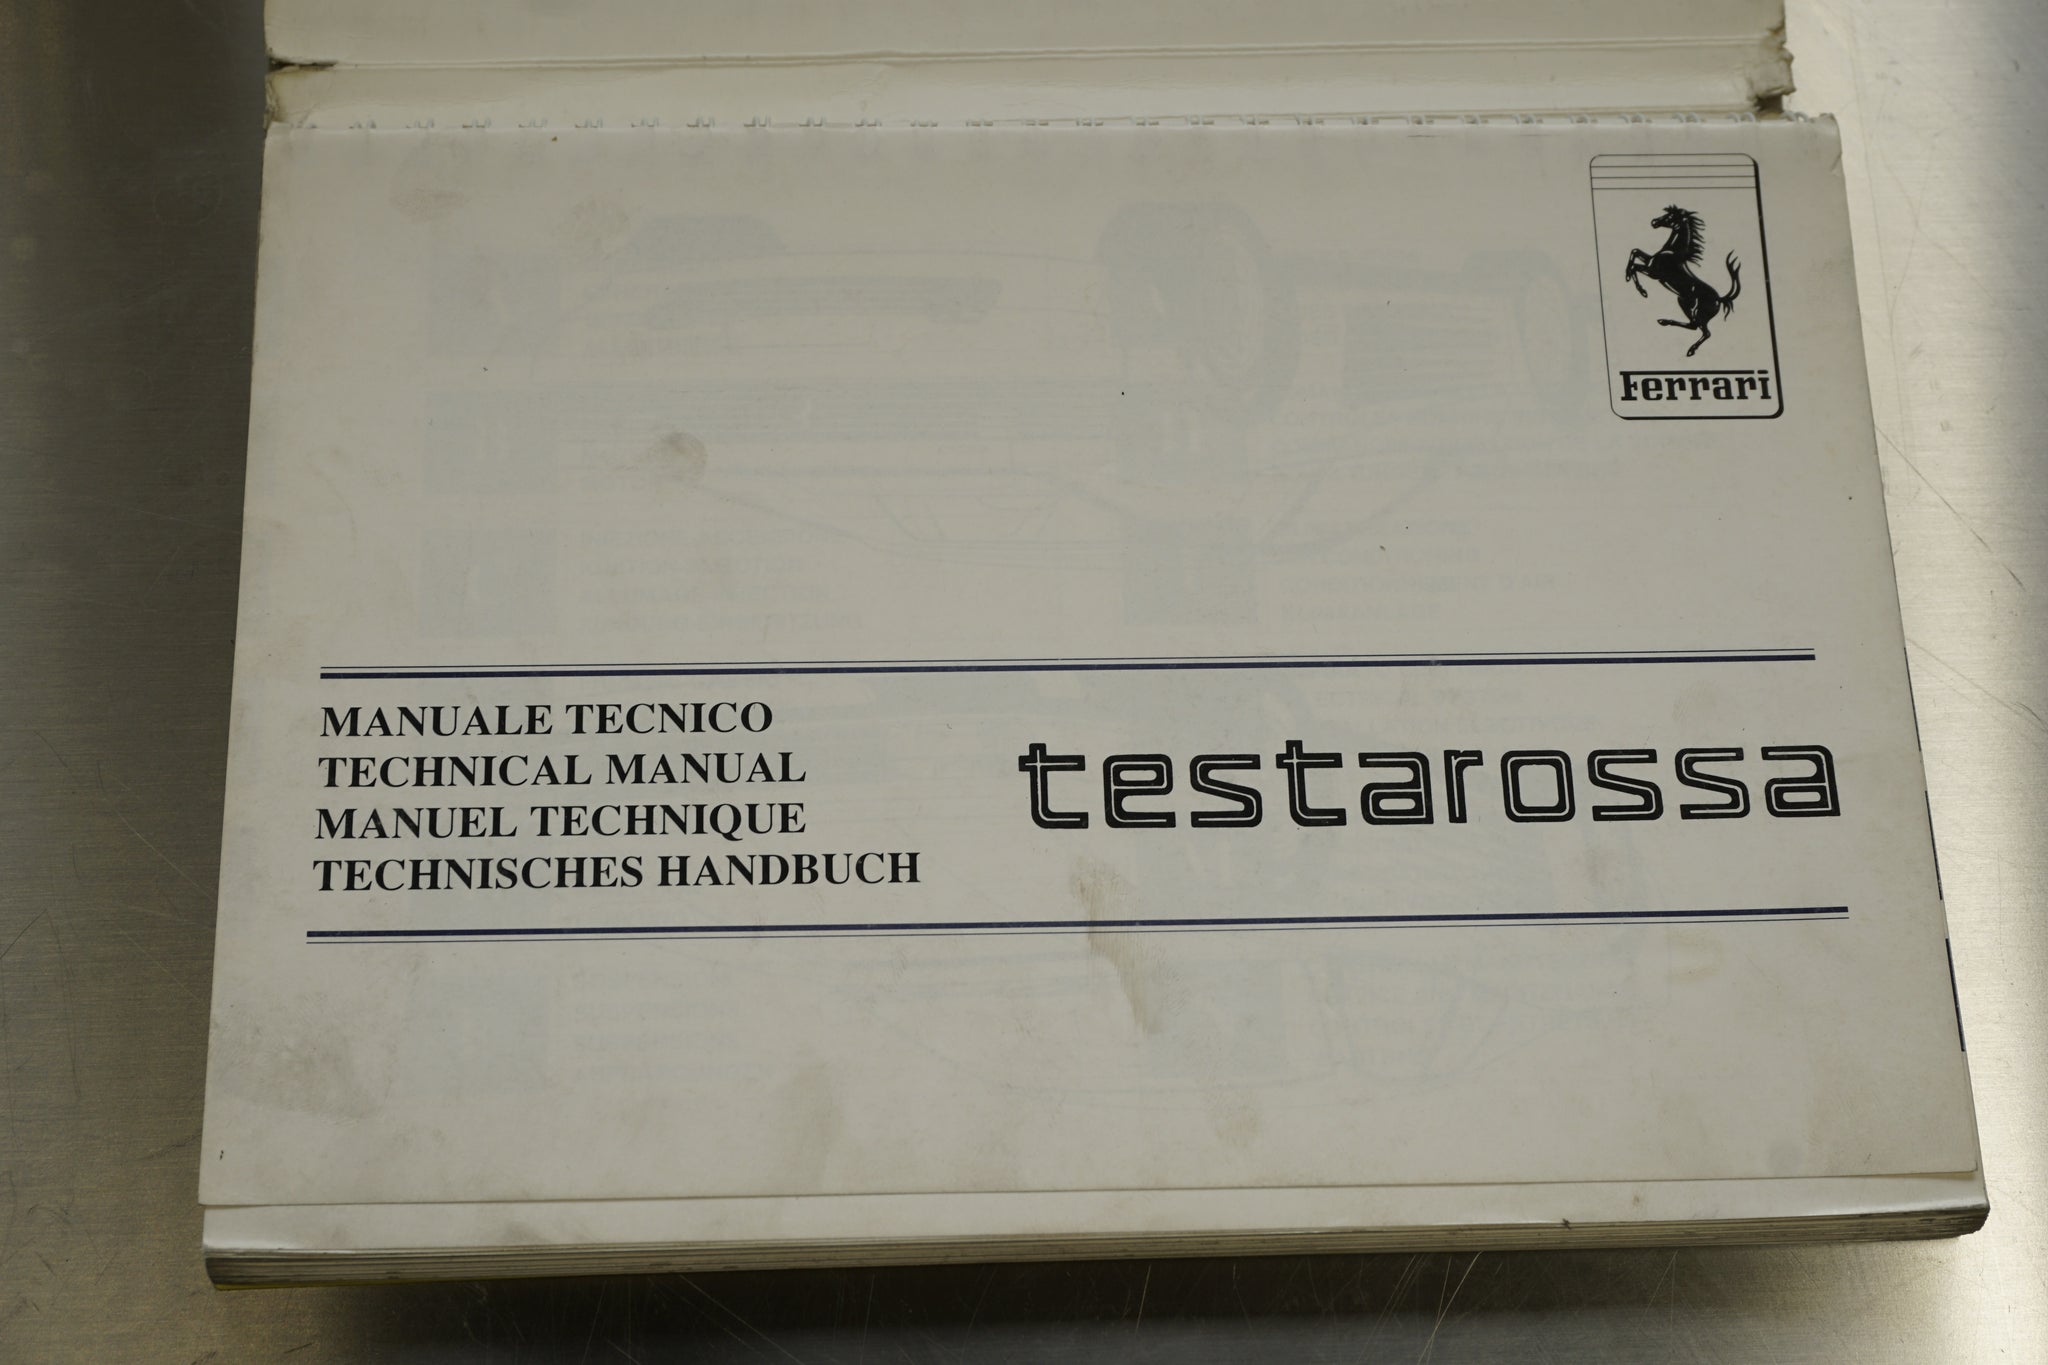 Ferrari
MANUALE TECNICO
TECHNICAL MANUAL
MANUEL TECHNIQUE
TECHNISCHES HANDBUCH
testarossa